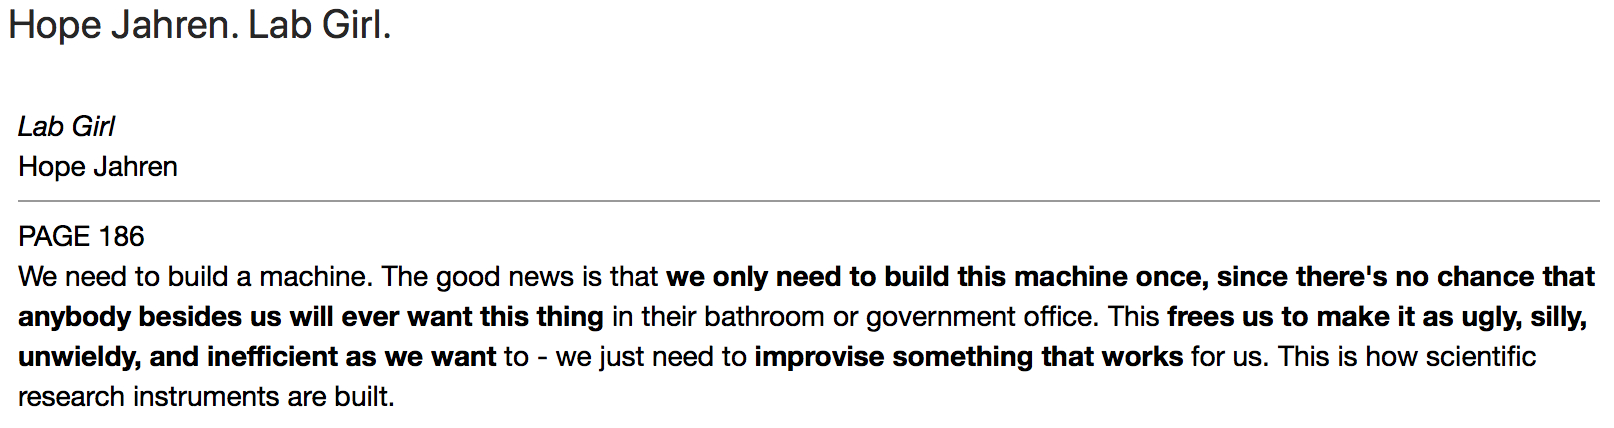 Hope Jahren. Lab Girl.
Lab Girl
Hope Jahren
PAGE 186
We need to build a machine. The good news is that we only need to build this machine once, since there's no chance that
anybody besides us will ever want this thing in their bathroom or government office. This frees us to make it as ugly, silly,
unwieldy, and inefficient as we want to - we just need to improvise something that works for us. This is how scientific
research instruments are built.